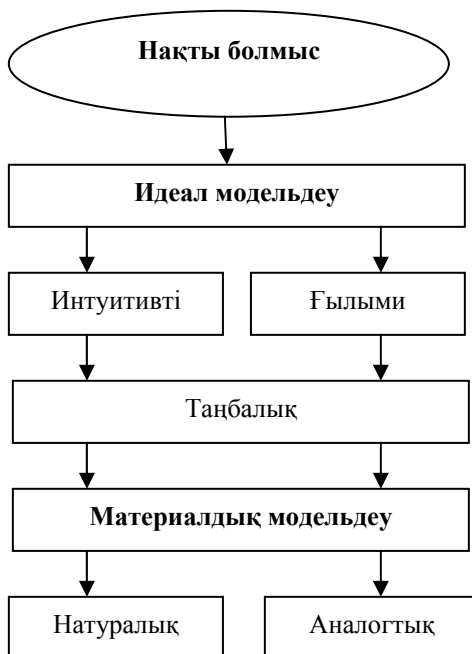 Нақты болмыс
Идеал модельдеу
Интуитивті
Ғылыми
Таңбалық
Материалдық модельдеу
Натуралық
Аналогтық